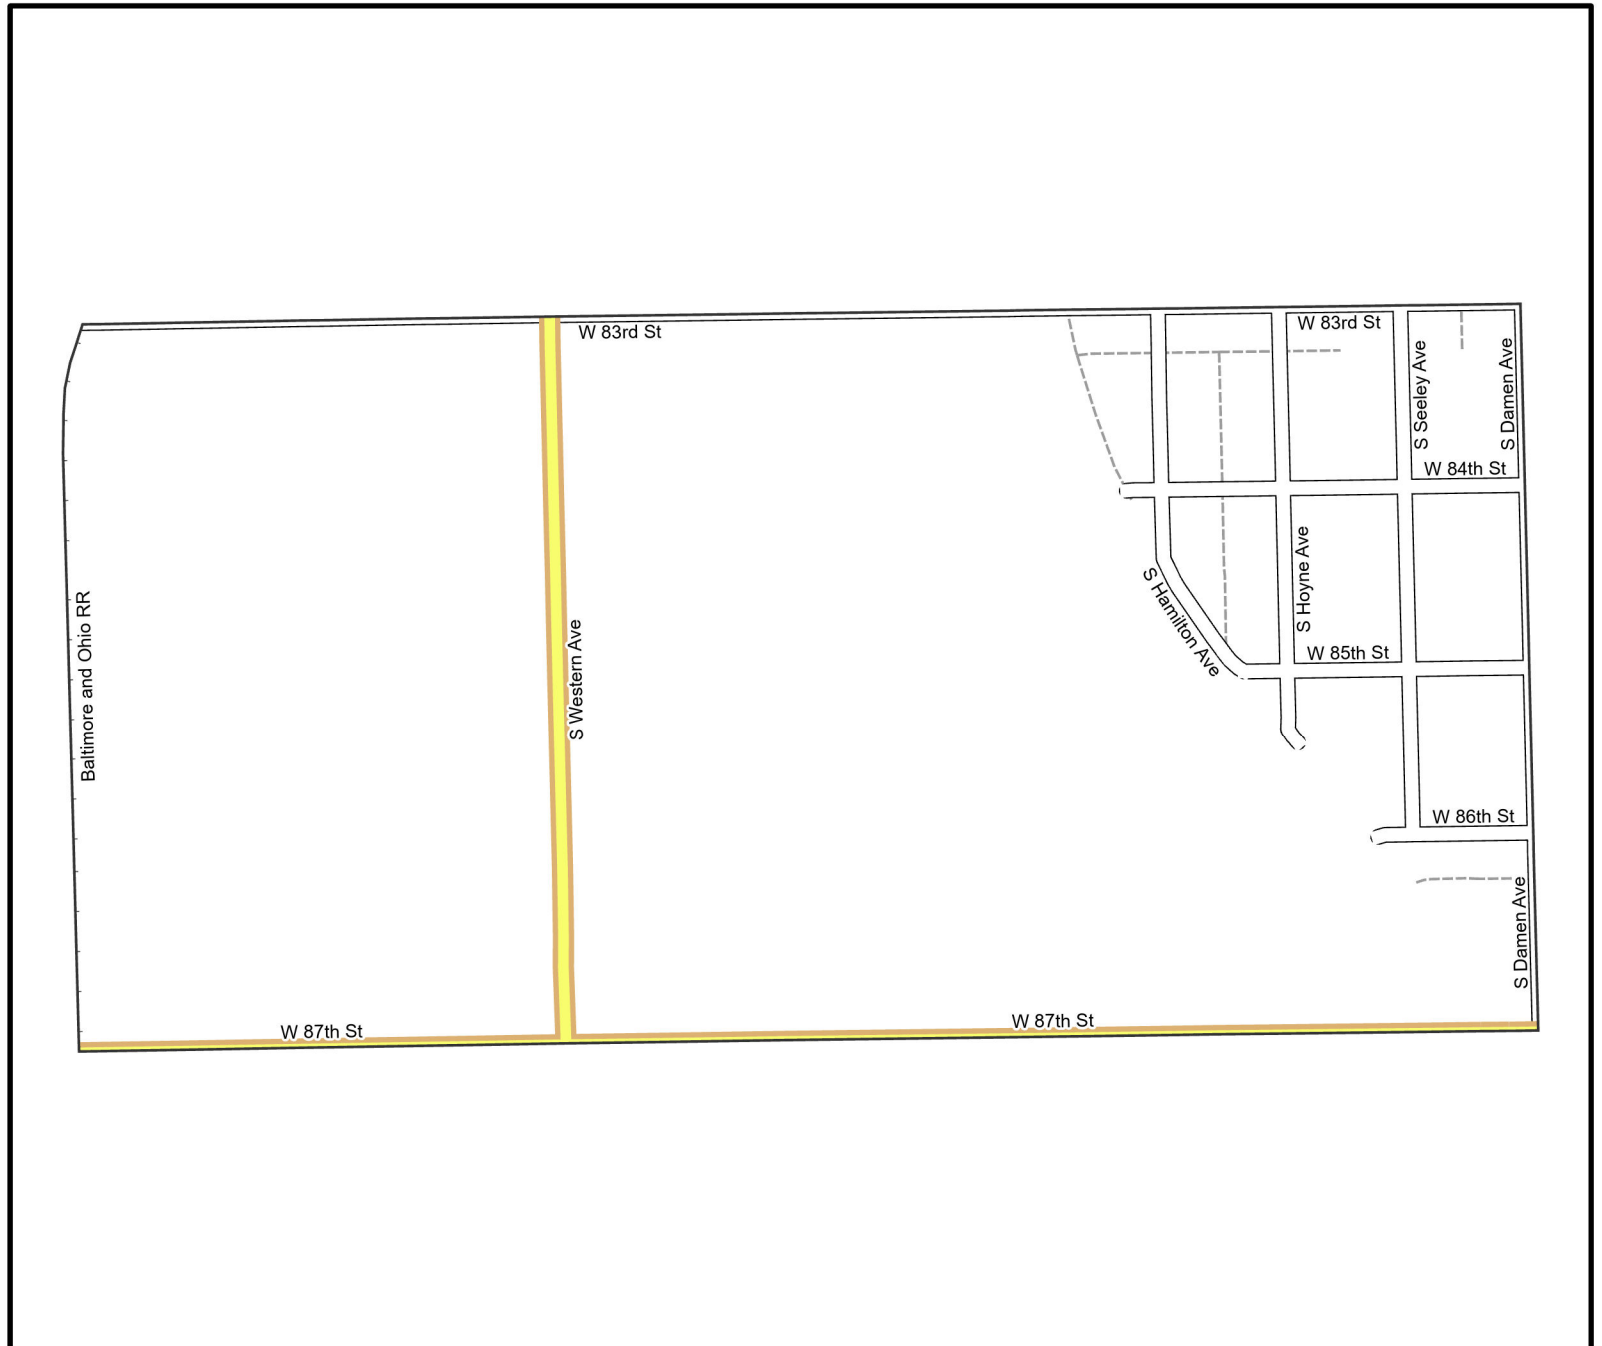 W 83rd St
W 83rd St
S Seeley Ave
S Damen Ave
W 84th St
S Hoyne Ave
S Hamilton Ave
W 85th St
Baltimore and Ohio RR
S Western Ave
W 86th St
S Damen Ave
W 87th St
W 87th St